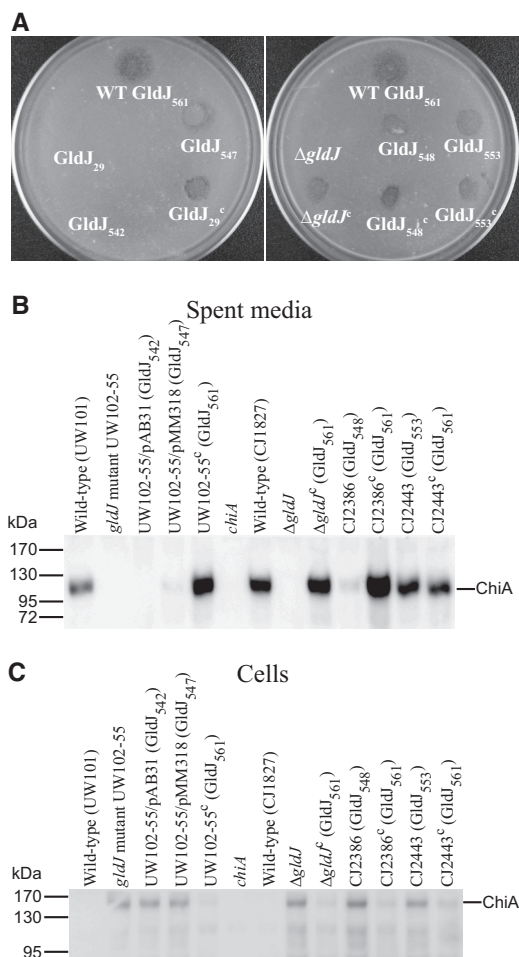 A
WT GldJ561
GldJ547
GldJ29
GldJ29c
GldJ542
WT GldJ561
ΔgldJ
GldJ548
GldJ553
ΔgldJc
GldJ548c
GldJ553c
B
Spent media
Wild-type (UW101)
gldJ mutant UW102-55
UW102-55/pAB31 (GldJ542)
UW102-55/pMM318 (GldJ547)
UW102-55c (GldJ561)
chiA
Wild-type (CJ1827)
ΔgldJ
ΔgldJc (GldJ561)
CJ2386 (GldJ548)
CJ2386c (GldJ561)
CJ2443 (GldJ553)
CJ2443c (GldJ561)
kDa
170
130
95
72
ChiA
C
Cells
Wild-type (UW101)
gldJ mutant UW102-55
UW102-55/pAB31 (GldJ542)
UW102-55/pMM318 (GldJ547)
UW102-55c (GldJ561)
chiA
Wild-type (CJ1827)
ΔgldJ
ΔgldJc (GldJ561)
CJ2386 (GldJ548)
CJ2386c (GldJ561)
CJ2443 (GldJ553)
CJ2443c (GldJ561)
kDa
170
130
95
ChiA